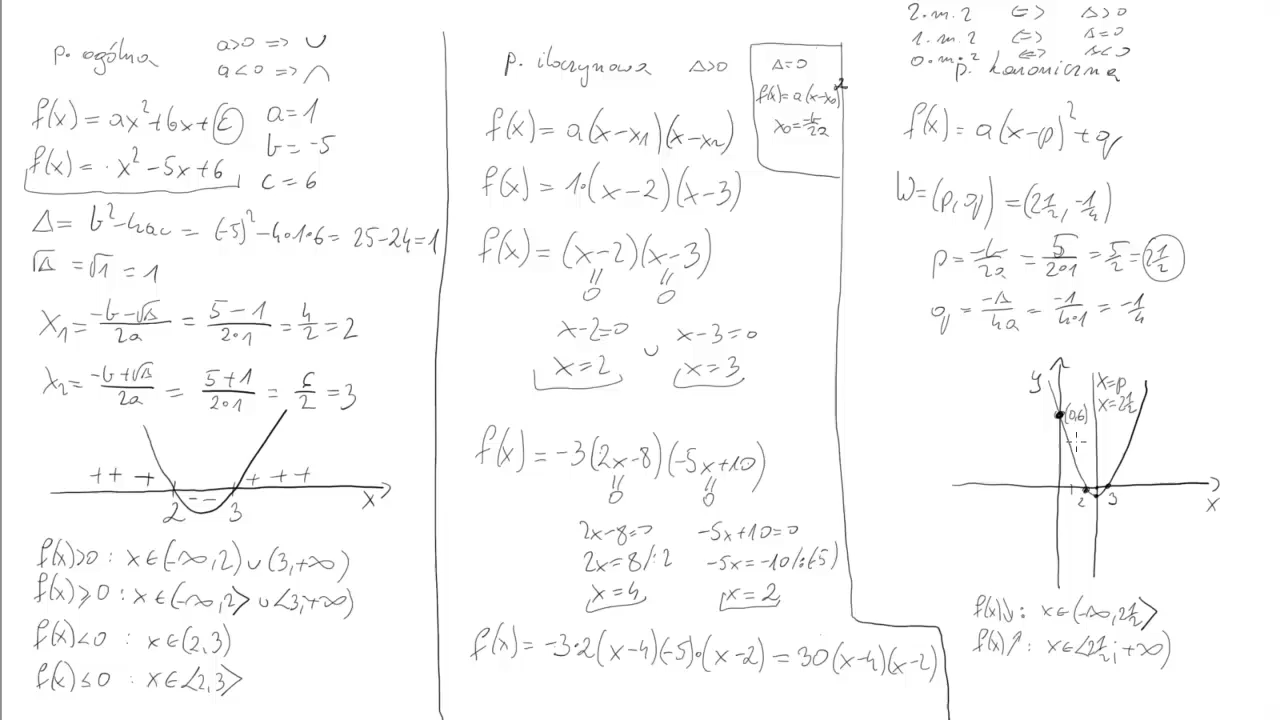 p. ogólna
a>0 => ∪
a<0 => ∩
f(x) = ax²+bx+c
a=1
f(x) = x²-5x+6
b=-5
c=6
Δ = b²-4ac = (-5)²-4·1·6 = 25-24=1
√Δ = √1 = 1
x₁ = (-b-√Δ)/2a = (5-1)/2·1 = 4/2 = 2
x₂ = (-b+√Δ)/2a = (5+1)/2·1 = 6/2 = 3
+ + + -- + + +
2 3 x
f(x)>0 : x∈(-∞,2)∪(3,+∞)
f(x)≥0 : x∈(-∞,2>∪<3,+∞)
f(x)<0 : x∈(2,3)
f(x)≤0 : x∈<2,3>
p. iloczynowa Δ>0
Δ=0
f(x)=a(x-x₀)²
x₀=-b/2a
f(x) = a(x-x₁)(x-x₂)
f(x) = 1·(x-2)(x-3)
f(x) = (x-2)(x-3)
0 0
x-2=0 ∪ x-3=0
x=2 x=3
f(x) = -3(2x-8)(-5x+10)
0 0
2x-8=0 -5x+10=0
2x=8/:2 -5x=-10/:(-5)
x=4 x=2
f(x) = -3·2(x-4)(-5)·(x-2) = 30(x-4)(x-2)
2.m.z <=> Δ>0
1.m.z <=> Δ=0
0.m.z <=> Δ<0
p. kanoniczna
f(x) = a(x-p)²+q
W=(p,q) = (2½,-¼)
p = -b/2a = 5/2·1 = 5/2 = 2½
q = -Δ/4a = -1/4·1 = -1/4
y
x=p
x=2½
(0,6)
1 2 3 x
f(x)↓ : x∈(-∞,2½>
f(x)↗ : x∈<2½;+∞)